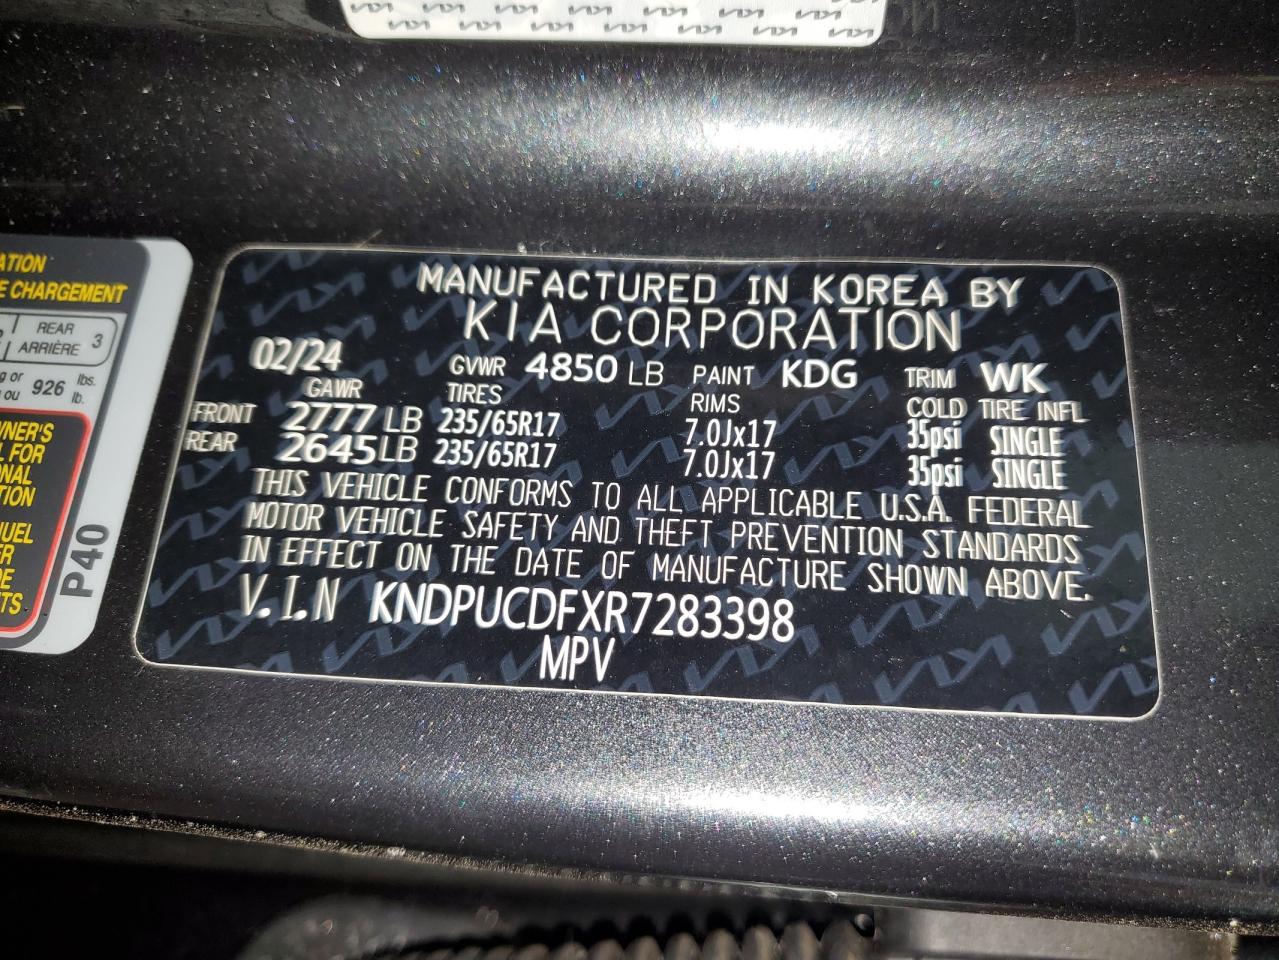 MANUFACTURED IN KOREA BY
KIA CORPORATION
02/24 GVWR 4850 LB PAINT KDG TRIM WK
GAWR TIRES RIMS COLD TIRE INFL
FRONT 2777 LB 235/65R17 7.0Jx17 35psi SINGLE
REAR 2645 LB 235/65R17 7.0Jx17 35psi SINGLE
THIS VEHICLE CONFORMS TO ALL APPLICABLE U.S.A. FEDERAL
MOTOR VEHICLE SAFETY AND THEFT PREVENTION STANDARDS
IN EFFECT ON THE DATE OF MANUFACTURE SHOWN ABOVE.
V.I.N KNDPUCDFXR7283398
MPV
CHARGEMENT
REAR
ARRIÈRE 3
926 lbs.
lb.
P40